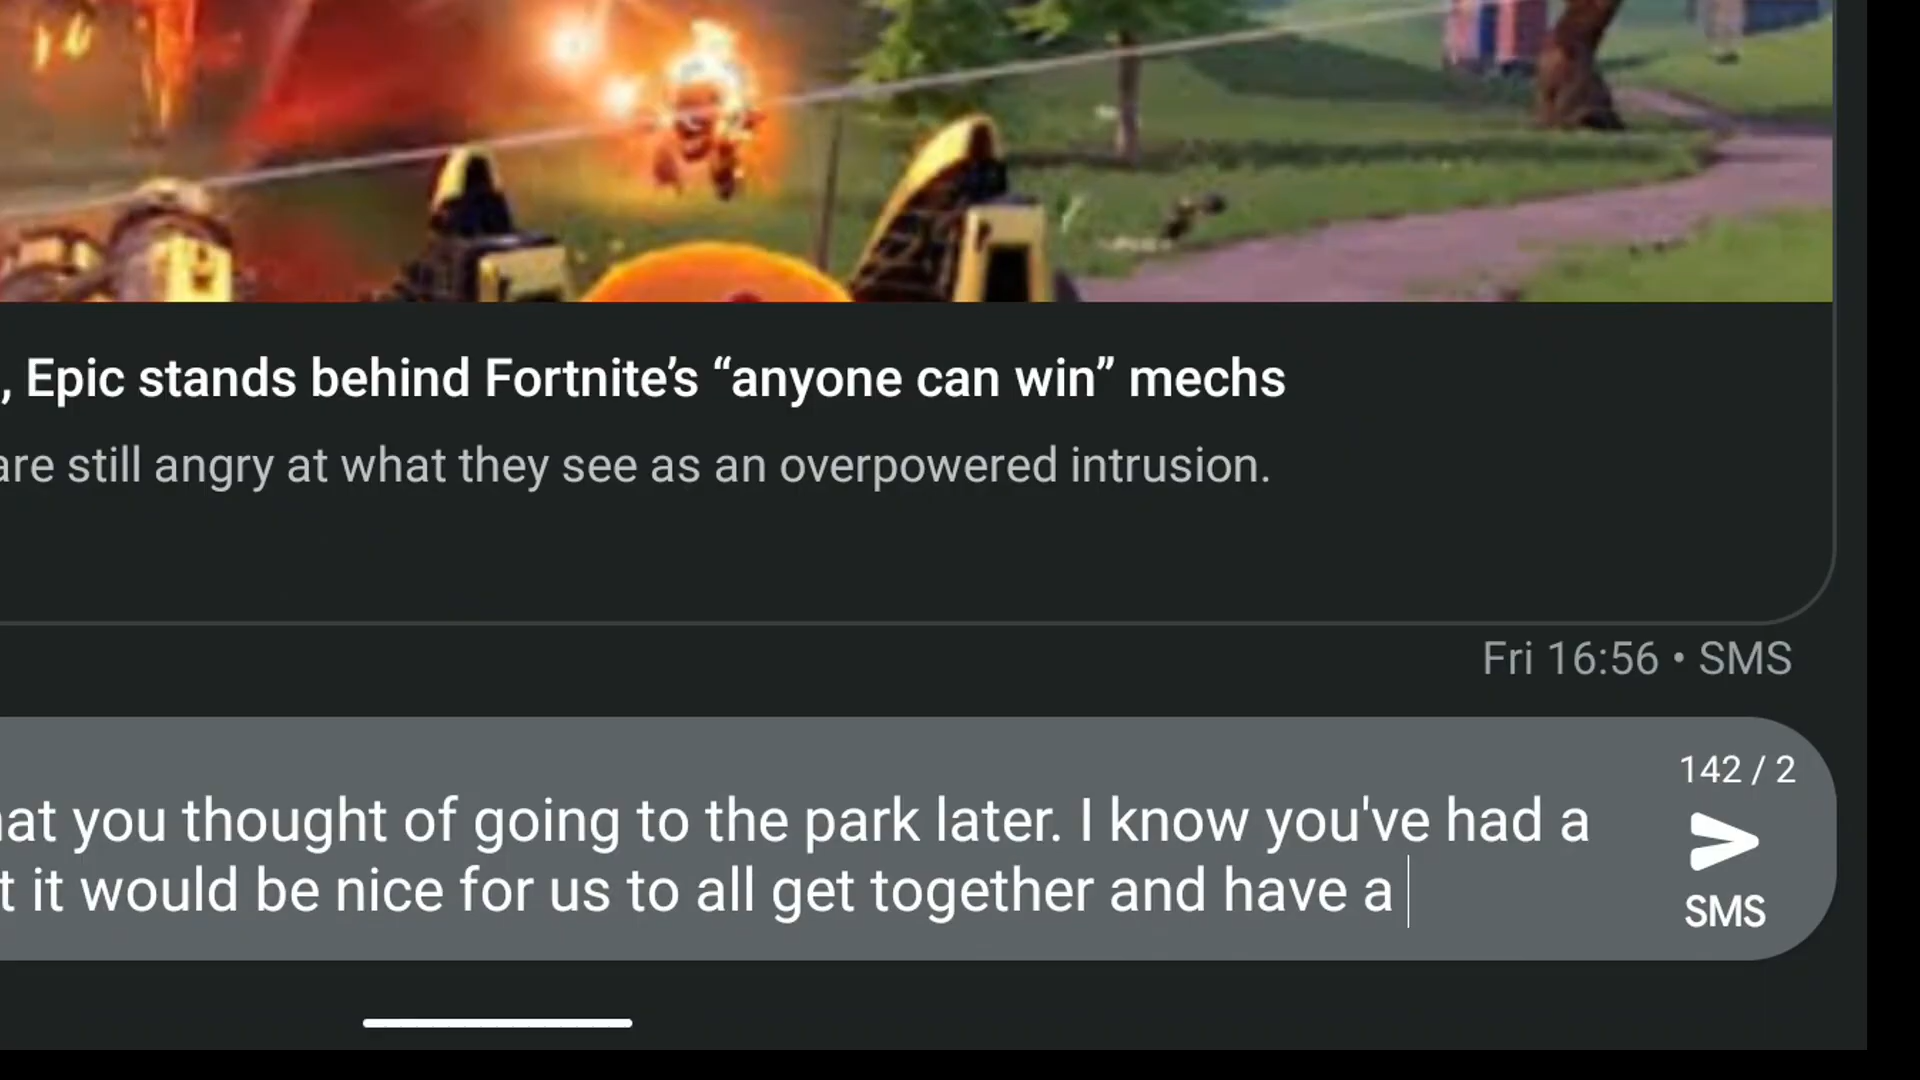 , Epic stands behind Fortnite’s “anyone can win” mechs
are still angry at what they see as an overpowered intrusion.
Fri 16:56 • SMS
142 / 2
you thought of going to the park later. I know you've had a
it would be nice for us to all get together and have a
SMS